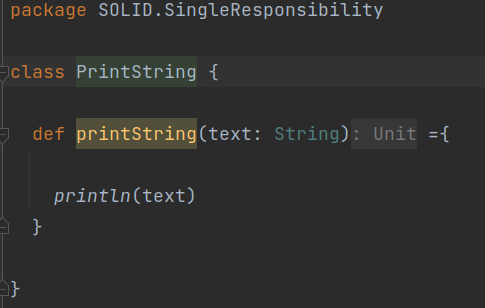 package SOLID.SingleResponsibility
class PrintString {
def printString(text: String): Unit ={
println(text)
}
}